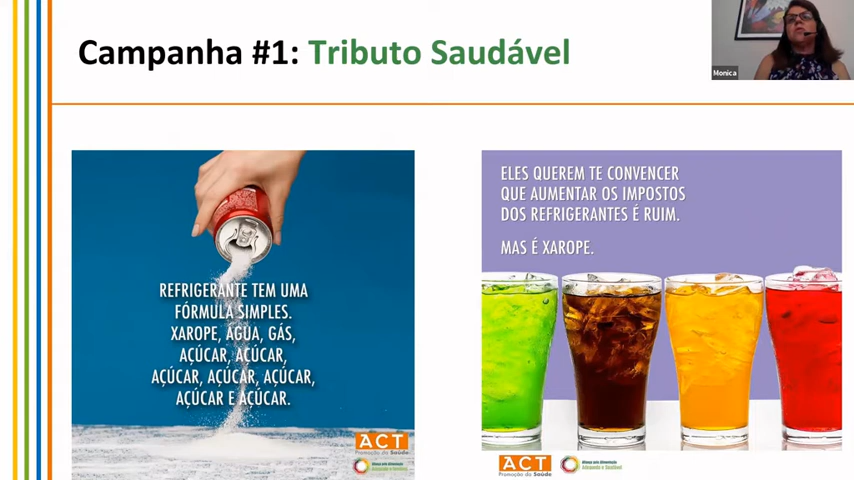 Campanha #1: Tributo Saudável
Monica
REFRIGERANTE TEM UMA
FÓRMULA SIMPLES.
XAROPE, ÁGUA, GÁS,
AÇÚCAR, AÇÚCAR,
AÇÚCAR, AÇÚCAR, AÇÚCAR,
AÇÚCAR E AÇÚCAR.
ACT
Promoção da Saúde
ELES QUEREM TE CONVENCER
QUE AUMENTAR OS IMPOSTOS
DOS REFRIGERANTES É RUIM.
MAS É XAROPE.
ACT
Promoção da Saúde